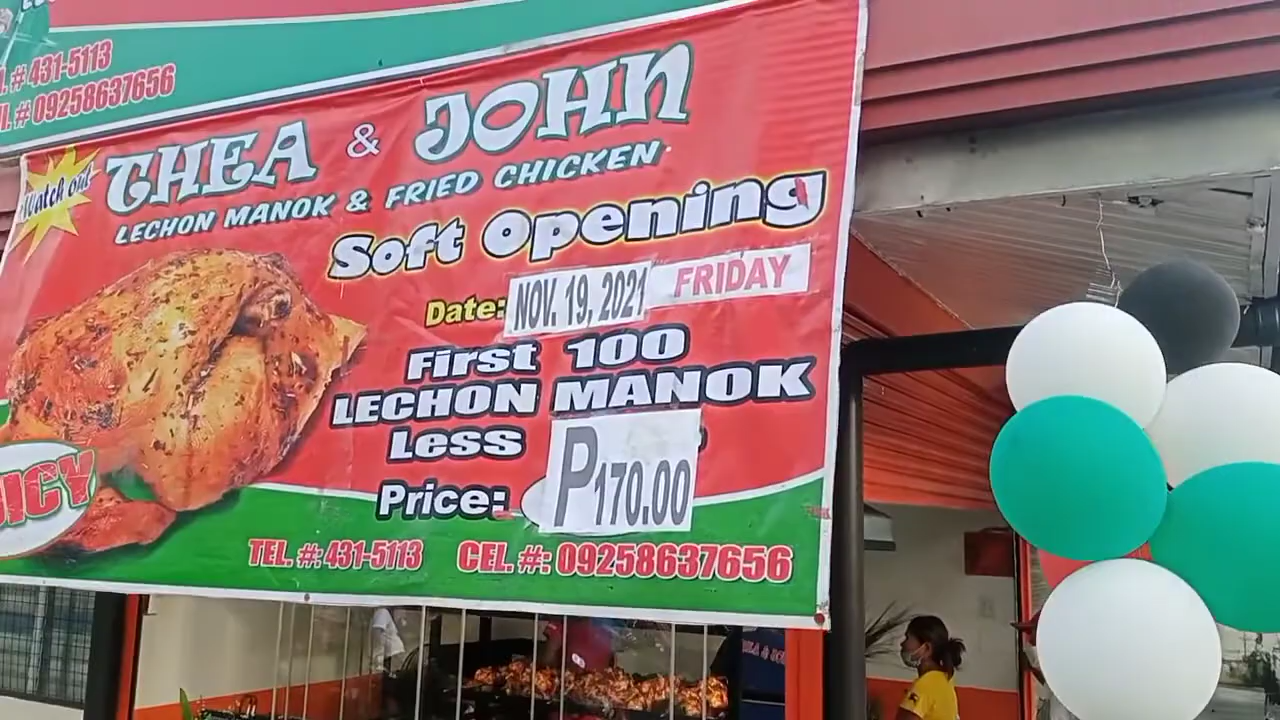 # 431-5113
# 09258637656
Watch out
THEA & JOHN
LECHON MANOK & FRIED CHICKEN
Soft Opening
Date: NOV. 19, 2021 FRIDAY
First 100
LECHON MANOK
Less
Price: P170.00
TEL. #: 431-5113 CEL. #: 09258637656